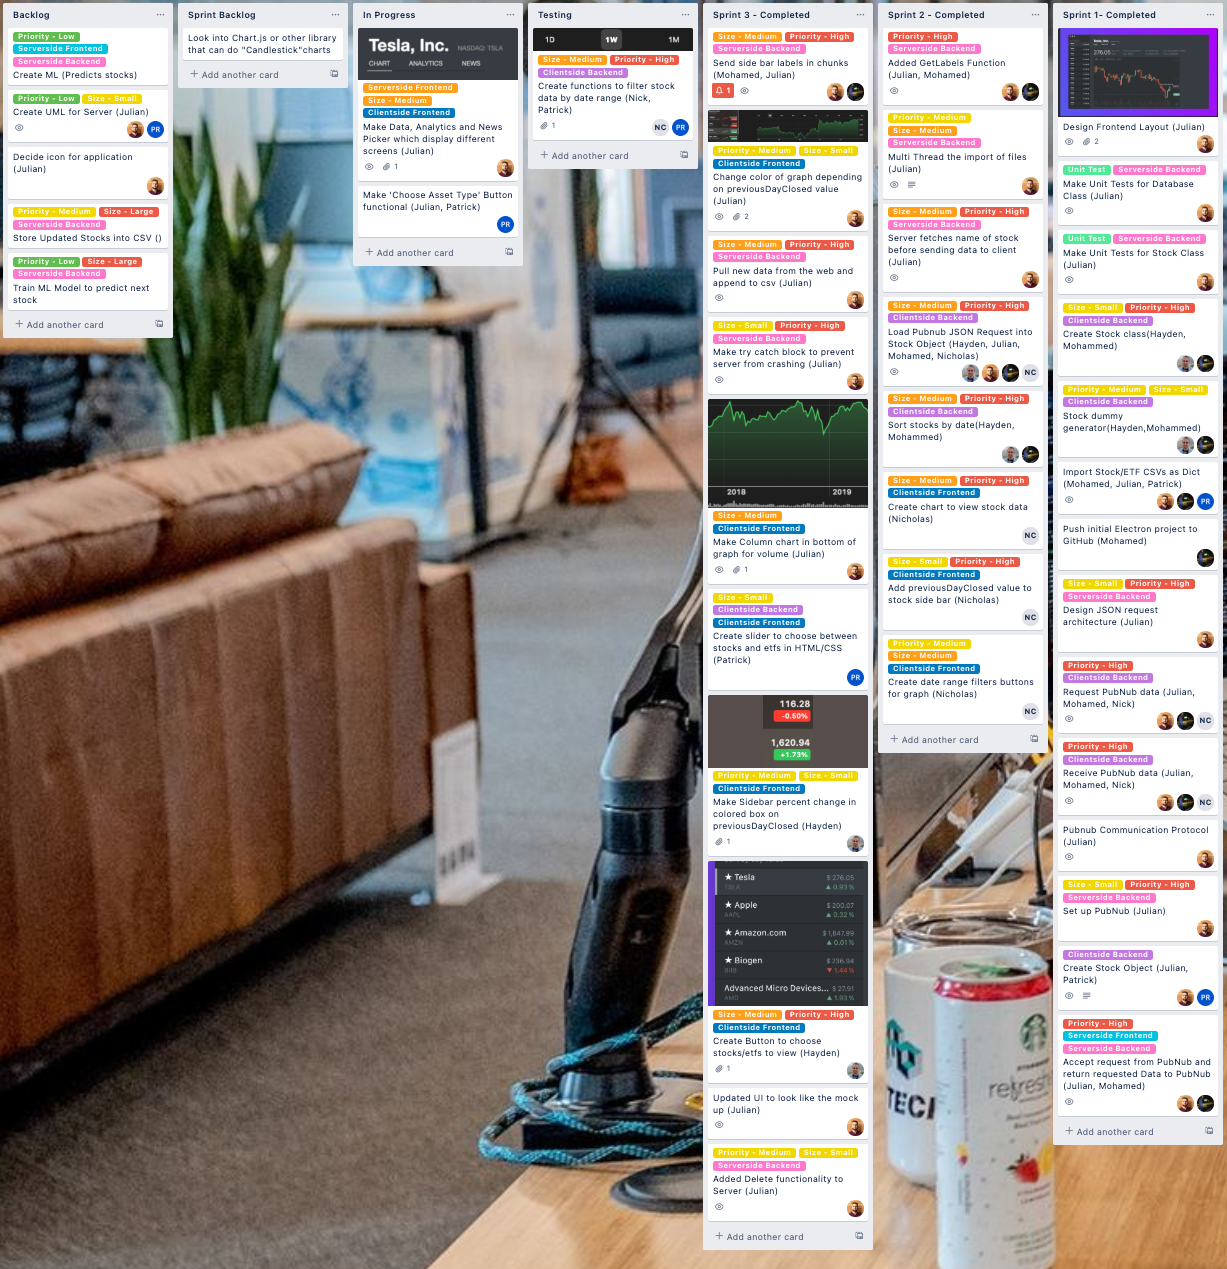 Backlog
Priority - Low
Serverside Frontend
Serverside Backend
Create ML (Predicts stocks)
Priority - Low Size - Small
Create UML for Server (Julian)
PR
Decide icon for application
(Julian)
Priority - Medium Size - Large
Serverside Backend
Store Updated Stocks into CSV ()
Priority - Low Size - Large
Serverside Backend
Train ML Model to predict next
stock
+ Add another card
Sprint Backlog
Look into Chart.js or other library
that can do "Candlestick"charts
+ Add another card
In Progress
Tesla, Inc. NASDAQ: TSLA
CHART ANALYTICS NEWS
Serverside Frontend
Size - Medium
Clientside Frontend
Make Data, Analytics and News
Picker which display different
screens (Julian)
1
Make 'Choose Asset Type' Button
functional (Julian, Patrick)
PR
+ Add another card
Testing
1D 1W 1M
Size - Medium Priority - High
Clientside Backend
Create functions to filter stock
data by date range (Nick,
Patrick)
1 NC PR
+ Add another card
Sprint 3 - Completed
Size - Medium Priority - High
Serverside Backend
Send side bar labels in chunks
(Mohamed, Julian)
1
Priority - Medium Size - Small
Clientside Frontend
Change color of graph depending
on previousDayClosed value
(Julian)
2
Size - Medium Priority - High
Serverside Backend
Pull new data from the web and
append to csv (Julian)
Size - Small Priority - High
Serverside Backend
Make try catch block to prevent
server from crashing (Julian)
2018 2019
Size - Medium
Clientside Frontend
Make Column chart in bottom of
graph for volume (Julian)
1
Size - Small
Clientside Backend
Clientside Frontend
Create slider to choose between
stocks and etfs in HTML/CSS
(Patrick)
PR
116.28
-0.50%
1,620.94
+1.73%
Priority - Medium Size - Small
Clientside Frontend
Make Sidebar percent change in
colored box on
previousDayClosed (Hayden)
1
★ Tesla $ 276.05
TSLA ▲ 0.93 %
★ Apple $ 200.07
AAPL ▲ 0.32 %
★ Amazon.com $ 1,847.99
AMZN ▲ 0.01 %
★ Biogen $ 236.94
BIIB ▼ 1.44 %
Advanced Micro Devices... $ 27.91
AMD ▲ 1.93 %
Size - Medium Priority - High
Clientside Frontend
Create Button to choose
stocks/etfs to view (Hayden)
1
Updated UI to look like the mock
up (Julian)
Priority - Medium Size - Small
Serverside Backend
Added Delete functionality to
Server (Julian)
+ Add another card
Sprint 2 - Completed
Priority - High
Serverside Backend
Added GetLabels Function
(Julian, Mohamed)
Priority - Medium
Size - Medium
Serverside Backend
Multi Thread the import of files
(Julian)
Size - Medium Priority - High
Serverside Backend
Server fetches name of stock
before sending data to client
(Julian)
Size - Medium Priority - High
Clientside Backend
Load Pubnub JSON Request into
Stock Object (Hayden, Julian,
Mohamed, Nicholas)
NC
Size - Medium Priority - High
Clientside Backend
Sort stocks by date(Hayden,
Mohammed)
Size - Medium Priority - High
Clientside Frontend
Create chart to view stock data
(Nicholas)
NC
Size - Small Priority - High
Clientside Frontend
Add previousDayClosed value to
stock side bar (Nicholas)
NC
Priority - Medium
Size - Medium
Clientside Frontend
Create date range filters buttons
for graph (Nicholas)
NC
+ Add another card
Sprint 1- Completed
276.05
Design Frontend Layout (Julian)
2
Unit Test Serverside Backend
Make Unit Tests for Database
Class (Julian)
Unit Test Serverside Backend
Make Unit Tests for Stock Class
(Julian)
Size - Small Priority - High
Clientside Backend
Create Stock class(Hayden,
Mohammed)
Priority - Medium Size - Small
Clientside Backend
Stock dummy
generator(Hayden,Mohammed)
Import Stock/ETF CSVs as Dict
(Mohamed, Julian, Patrick)
PR
Push initial Electron project to
GitHub (Mohamed)
Size - Small Priority - High
Serverside Backend
Design JSON request
architecture (Julian)
Priority - High
Clientside Backend
Request PubNub data (Julian,
Mohamed, Nick)
NC
Priority - High
Clientside Backend
Receive PubNub data (Julian,
Mohamed, Nick)
NC
Pubnub Communication Protocol
(Julian)
Size - Small Priority - High
Serverside Backend
Set up PubNub (Julian)
Clientside Backend
Create Stock Object (Julian,
Patrick)
PR
Priority - High
Serverside Frontend
Serverside Backend
Accept request from PubNub and
return requested Data to PubNub
(Julian, Mohamed)
+ Add another card